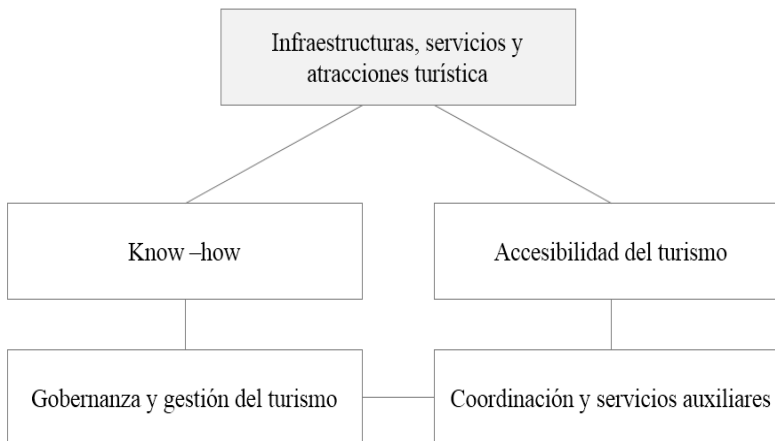 Infraestructuras, servicios y
atracciones turística
Know –how
Accesibilidad del turismo
Gobernanza y gestión del turismo
Coordinación y servicios auxiliares